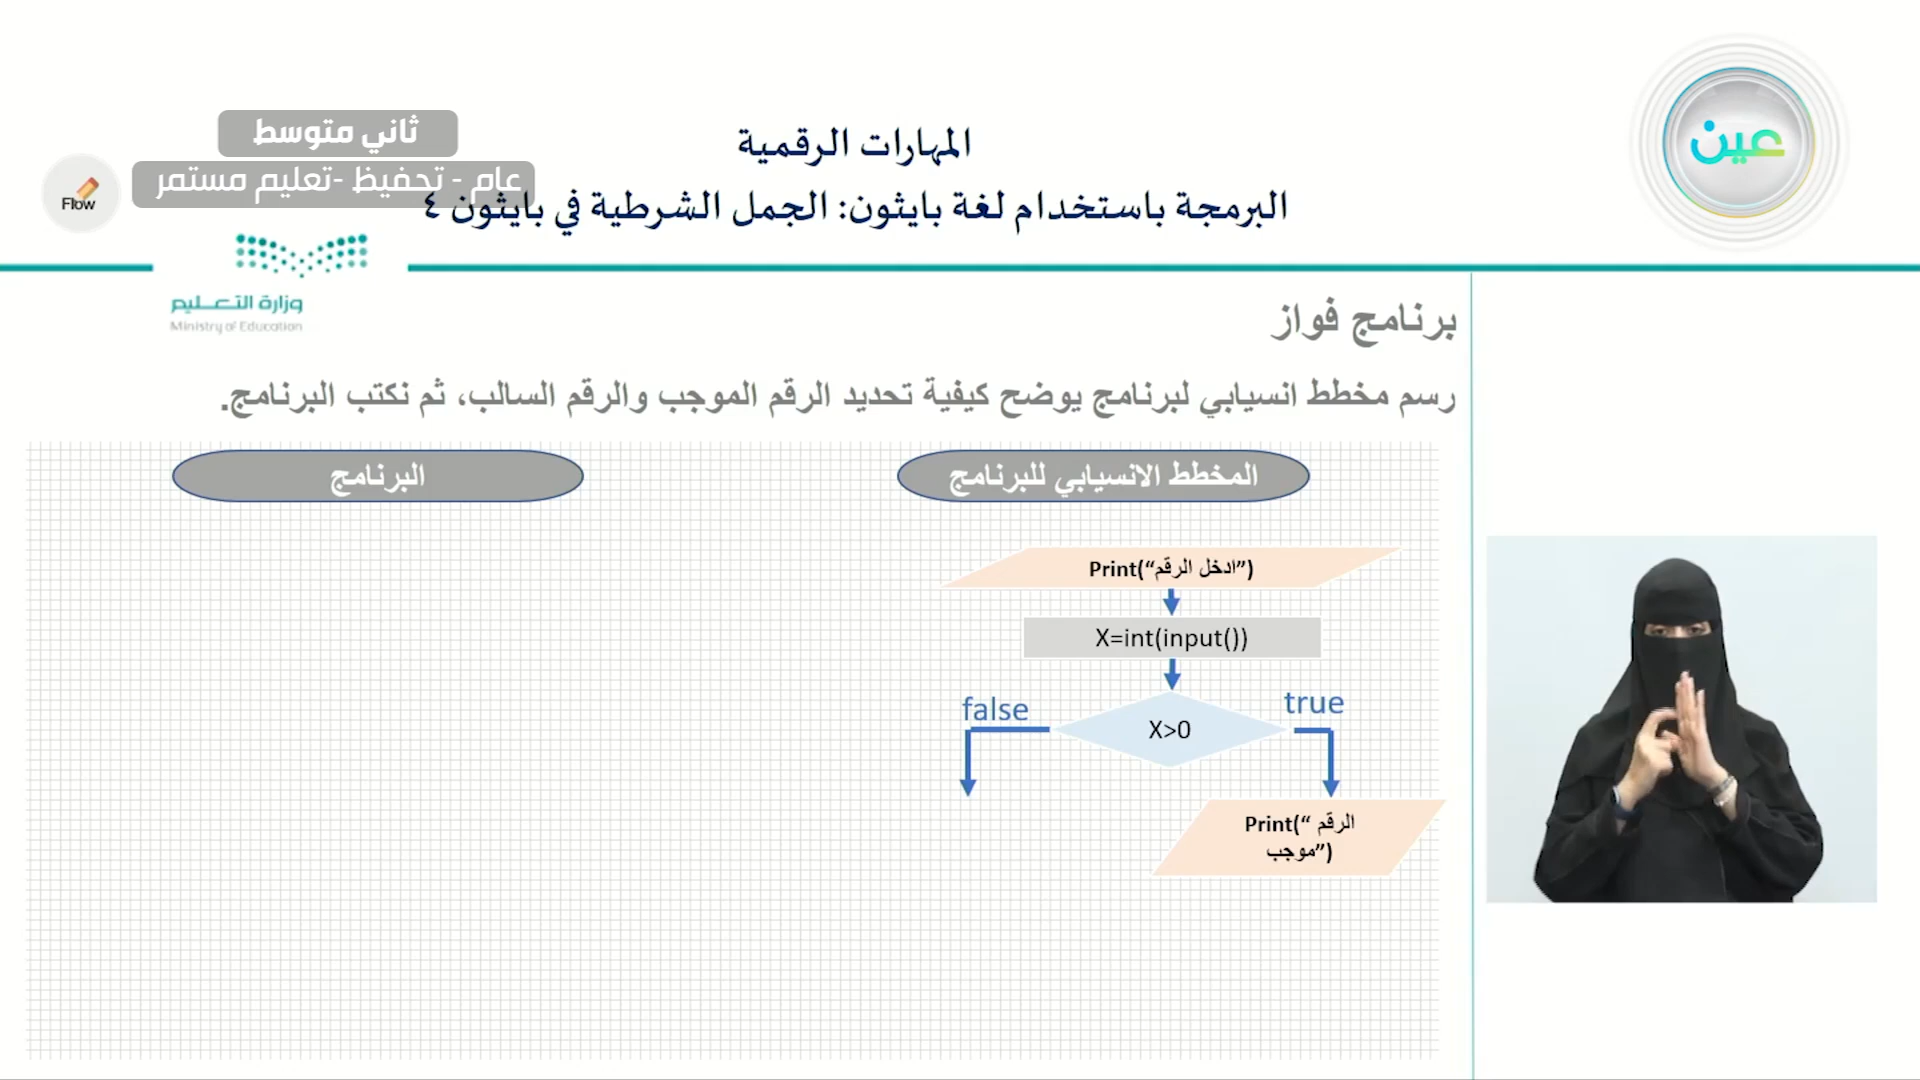 ثاني متوسط
عام - تحفيظ -تعليم مستمر
Flow
المهارات الرقمية
البرمجة باستخدام لغة بايثون: الجمل الشرطية في بايثون ٤
عين
وزارة التعـــليم
Ministry of Education
برنامج فواز
رسم مخطط انسيابي لبرنامج يوضح كيفية تحديد الرقم الموجب والرقم السالب، ثم نكتب البرنامج.
المخطط الانسيابي للبرنامج
البرنامج
Print(“ادخل الرقم”)
X=int(input())
false
true
X>0
Print(“ الرقم
موجب”)